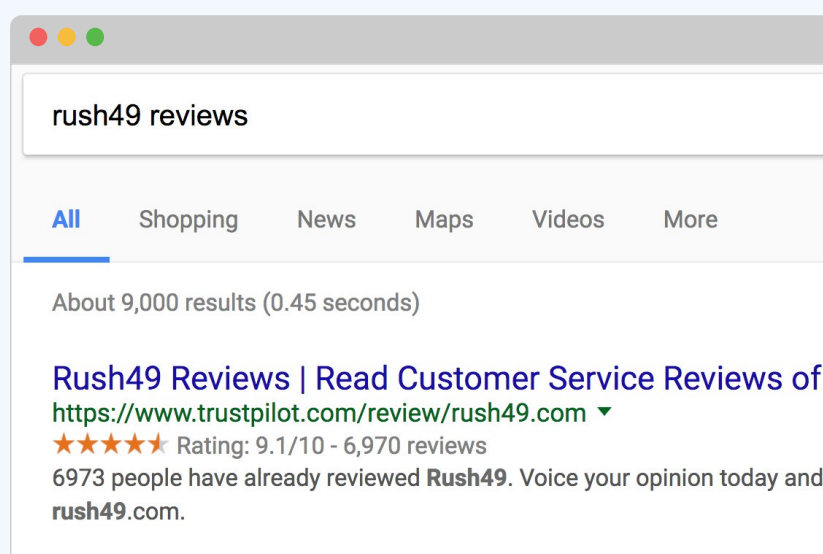 rush49 reviews
All Shopping News Maps Videos More
About 9,000 results (0.45 seconds)
Rush49 Reviews | Read Customer Service Reviews of
https://www.trustpilot.com/review/rush49.com
Rating: 9.1/10 - 6,970 reviews
6973 people have already reviewed Rush49. Voice your opinion today and
rush49.com.